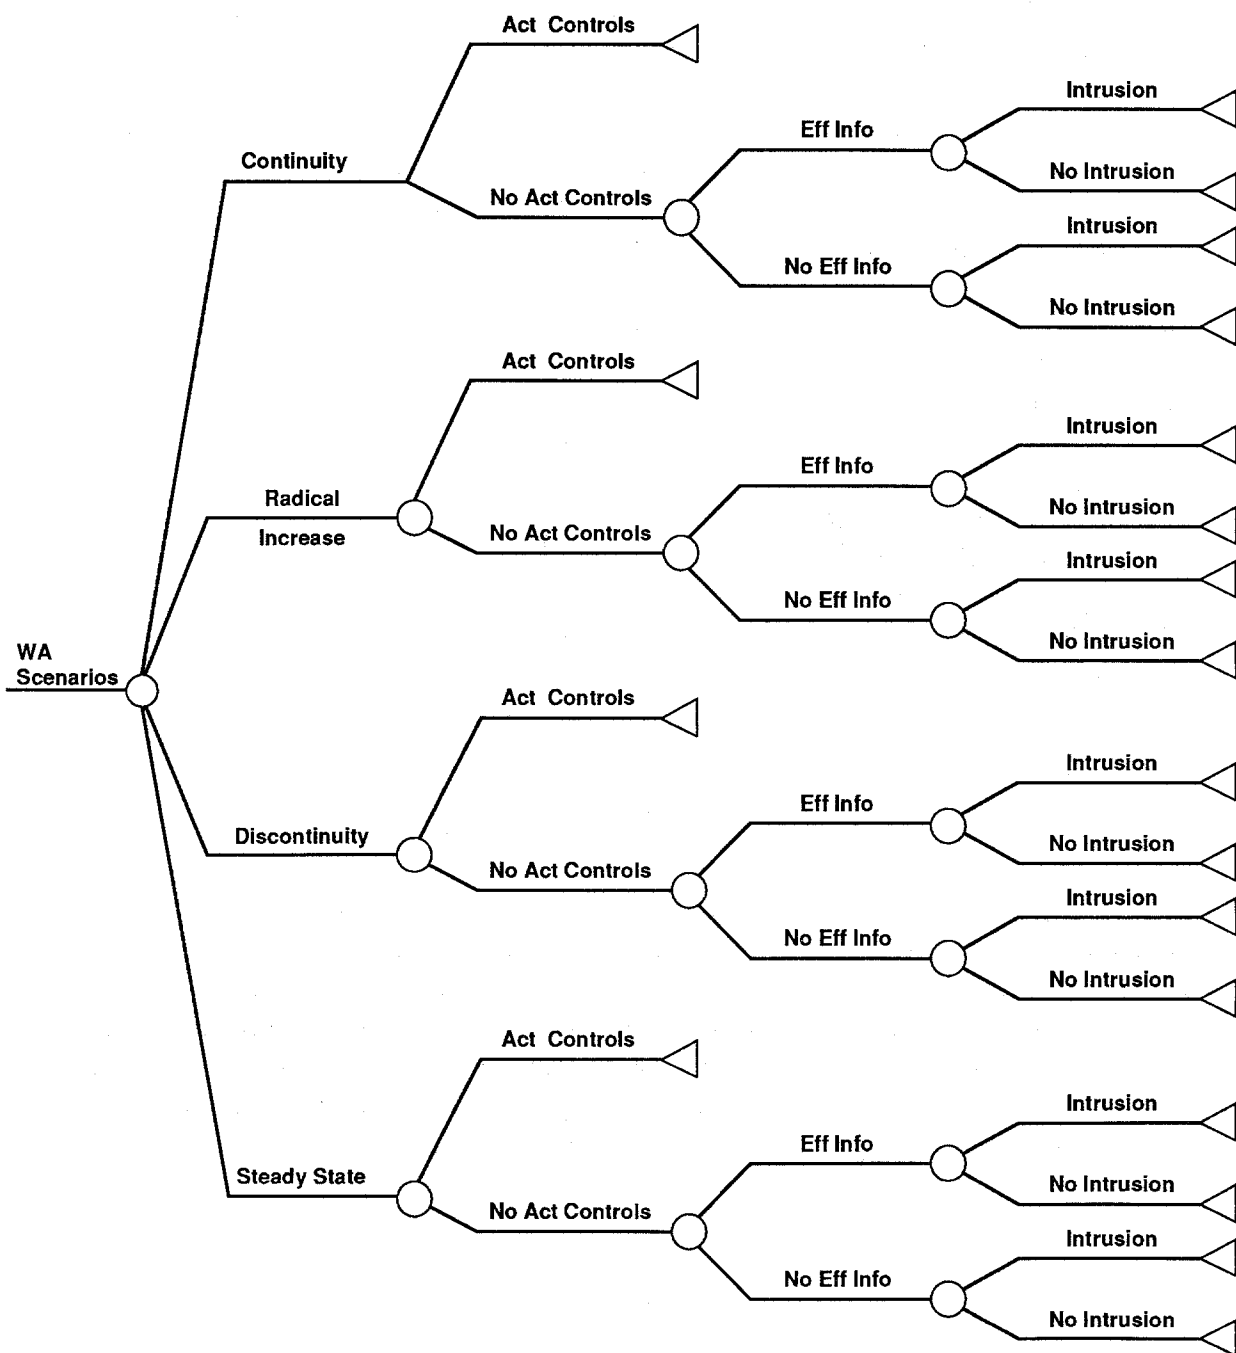 Act Controls
Intrusion
Eff Info
Continuity
No Intrusion
No Act Controls
Intrusion
No Eff Info
No Intrusion
Act Controls
Intrusion
Eff Info
Radical
Increase
No Intrusion
No Act Controls
Intrusion
No Eff Info
No Intrusion
WA
Scenarios
Act Controls
Intrusion
Eff Info
Discontinuity
No Intrusion
No Act Controls
Intrusion
No Eff Info
No Intrusion
Act Controls
Intrusion
Eff Info
Steady State
No Intrusion
No Act Controls
Intrusion
No Eff Info
No Intrusion